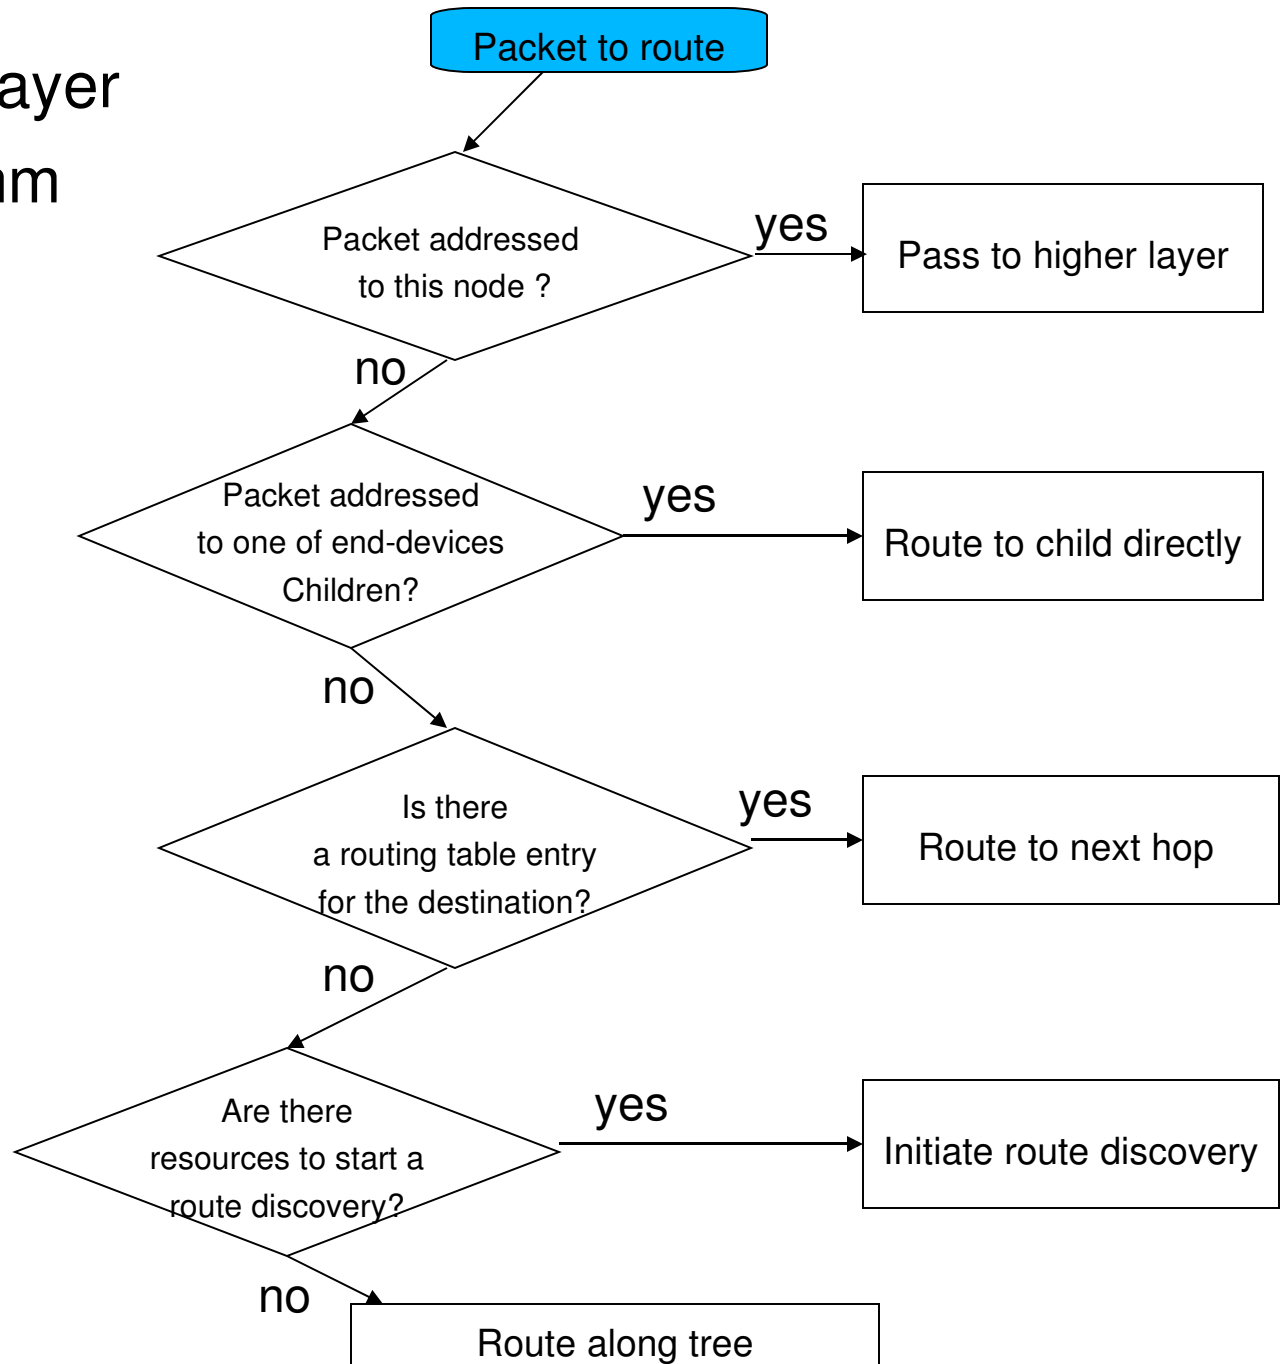 Packet to route
ayer
Packet addressed
to this node ?
yes
Pass to higher layer
no
Packet addressed
to one of end-devices
Children?
yes
Route to child directly
no
Is there
a routing table entry
for the destination?
yes
Route to next hop
no
Are there
resources to start a
route discovery?
yes
Initiate route discovery
no
Route along tree